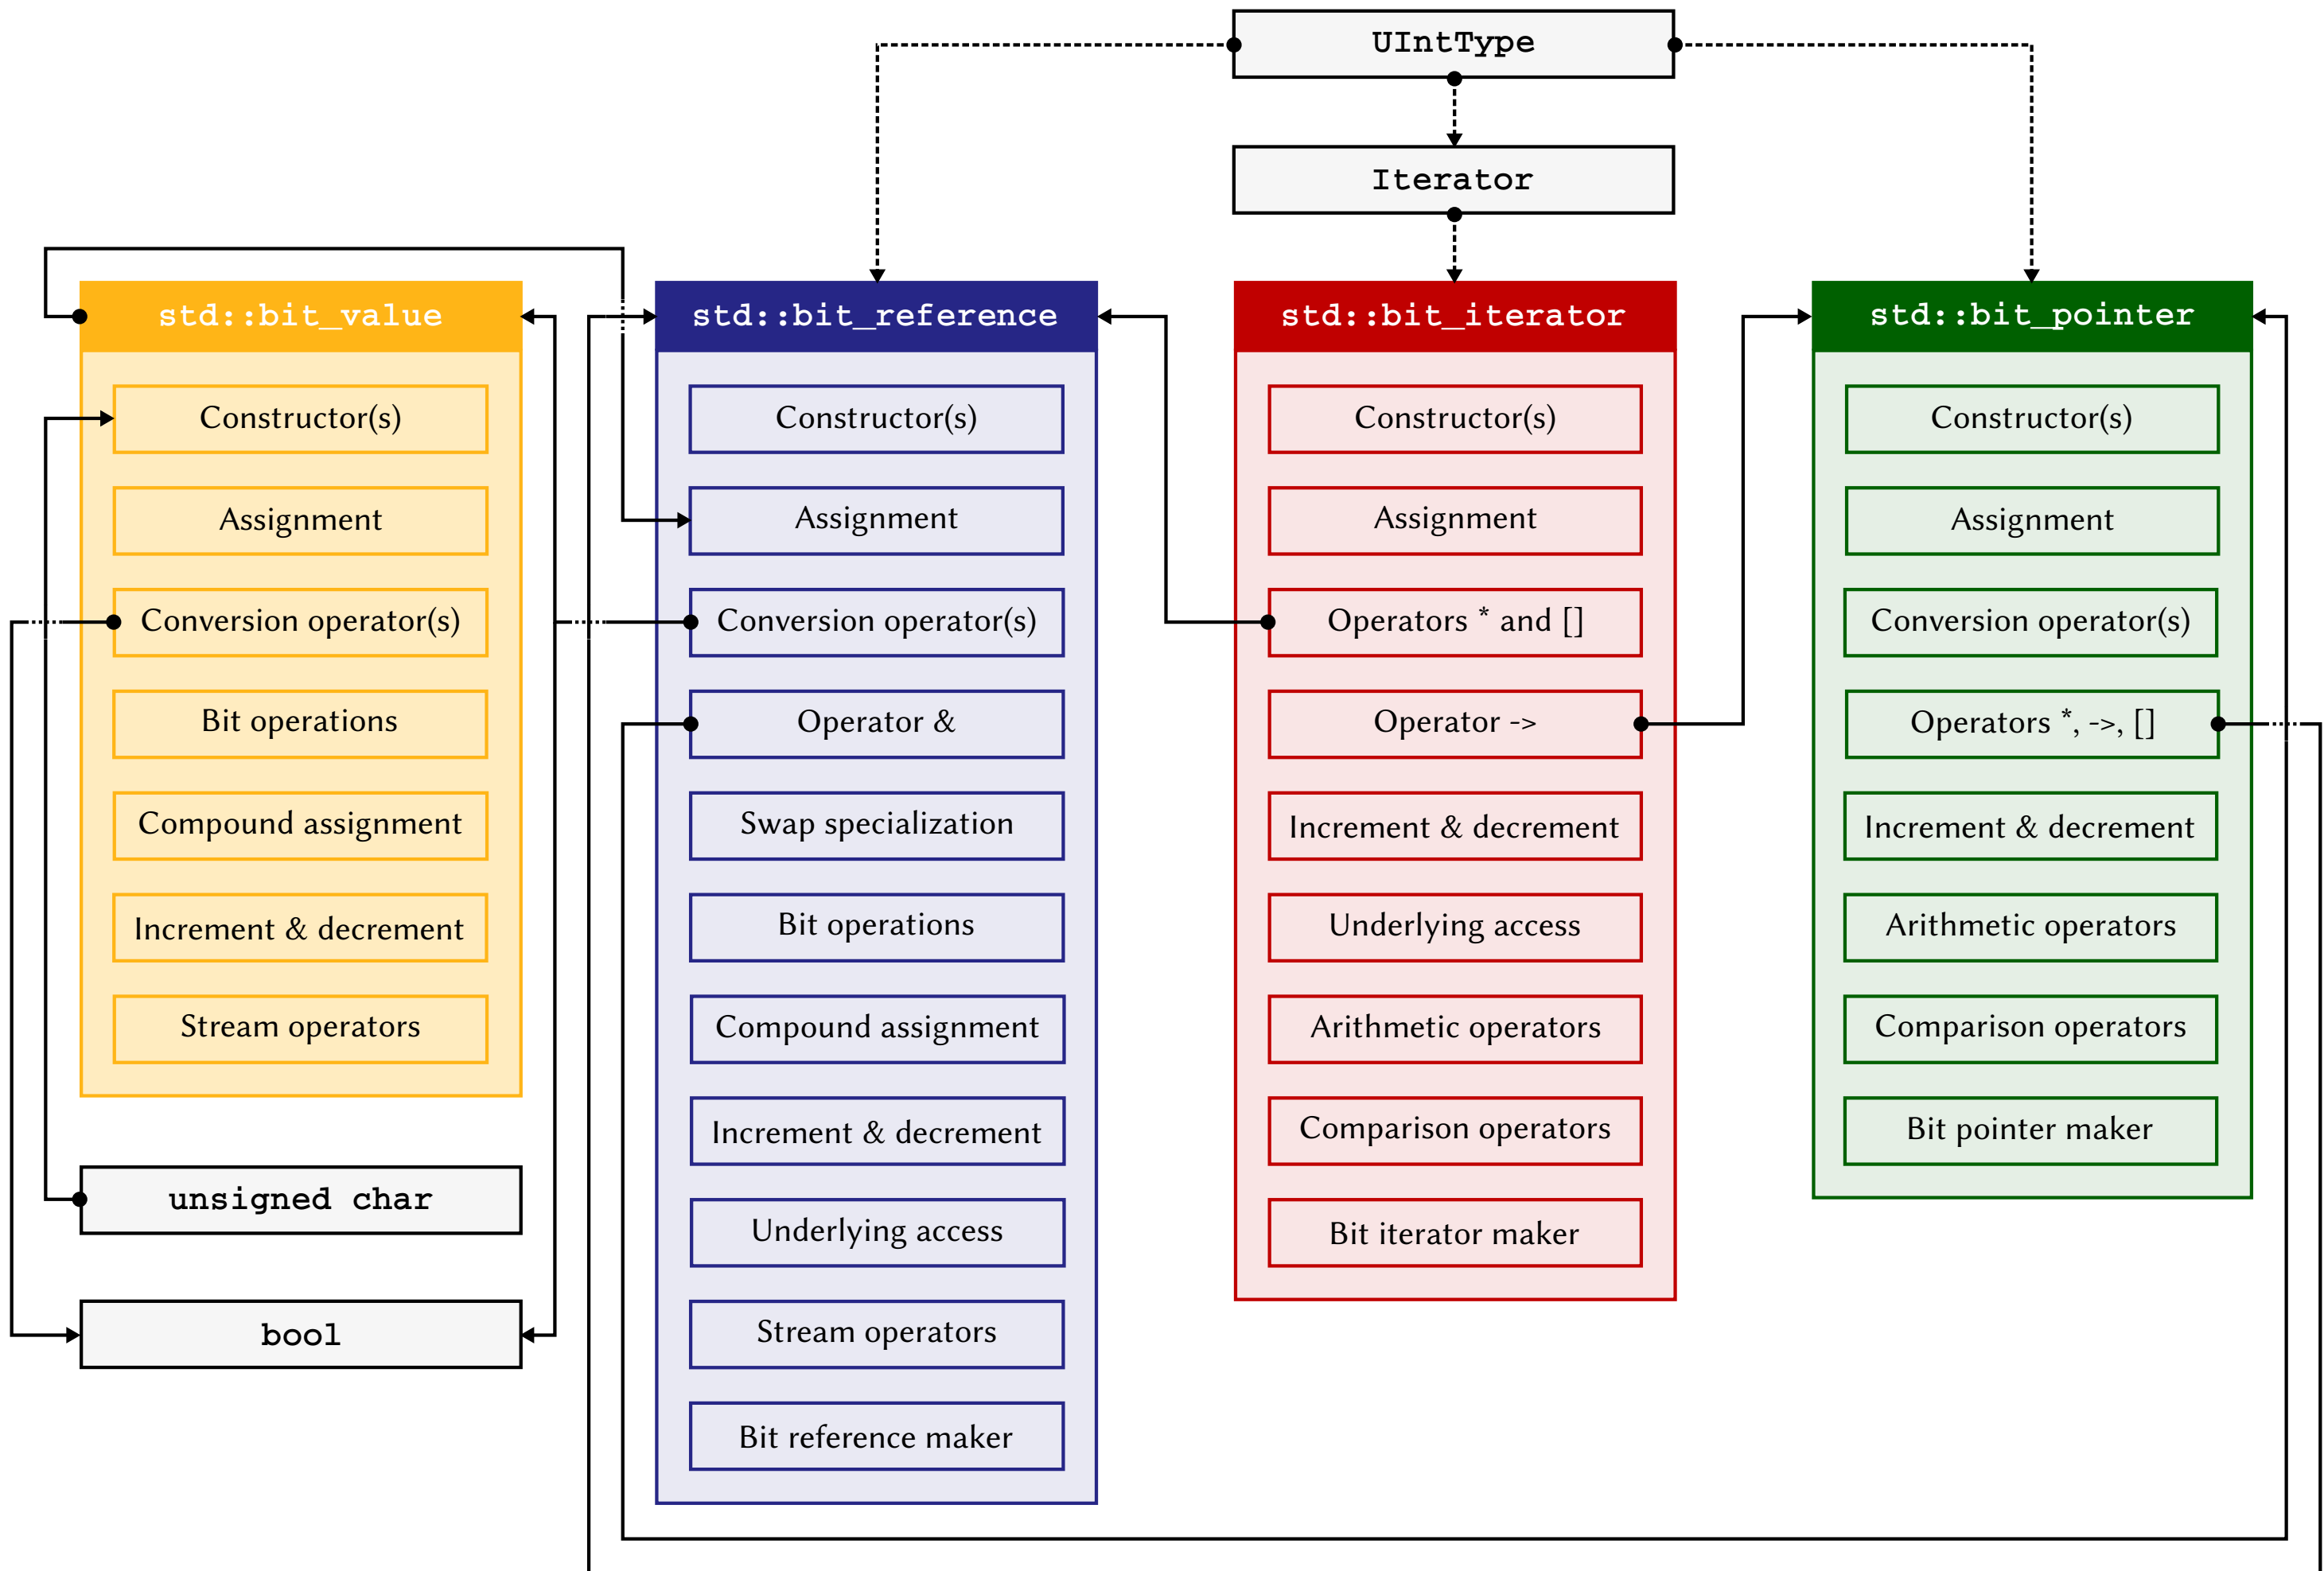 UIntType
Iterator
std::bit_value
Constructor(s)
Assignment
Conversion operator(s)
Bit operations
Compound assignment
Increment & decrement
Stream operators
unsigned char
bool
std::bit_reference
Constructor(s)
Assignment
Conversion operator(s)
Operator &
Swap specialization
Bit operations
Compound assignment
Increment & decrement
Underlying access
Stream operators
Bit reference maker
std::bit_iterator
Constructor(s)
Assignment
Operators * and []
Operator ->
Increment & decrement
Underlying access
Arithmetic operators
Comparison operators
Bit iterator maker
std::bit_pointer
Constructor(s)
Assignment
Conversion operator(s)
Operators *, ->, []
Increment & decrement
Arithmetic operators
Comparison operators
Bit pointer maker